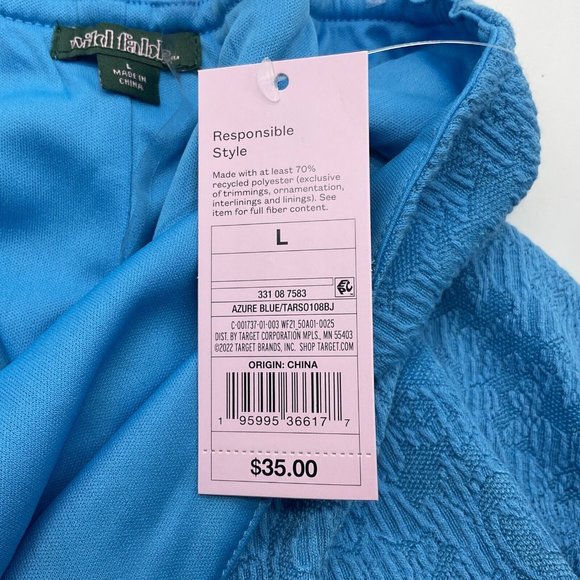 wild fable™
L
MADE IN
CHINA
Responsible
Style
Made with at least 70%
recycled polyester (exclusive
of trimmings, ornamentation,
interlinings and linings). See
item for full fiber content.
L
331 08 7583
AZURE BLUE/TARSO108BJ
C-001737-01-003 WF21_50A01-0025
DIST. BY TARGET CORPORATION MPLS., MN 55403
©2022 TARGET BRANDS, INC. SHOP TARGET.COM
ORIGIN: CHINA
1 95995 36617 7
$35.00